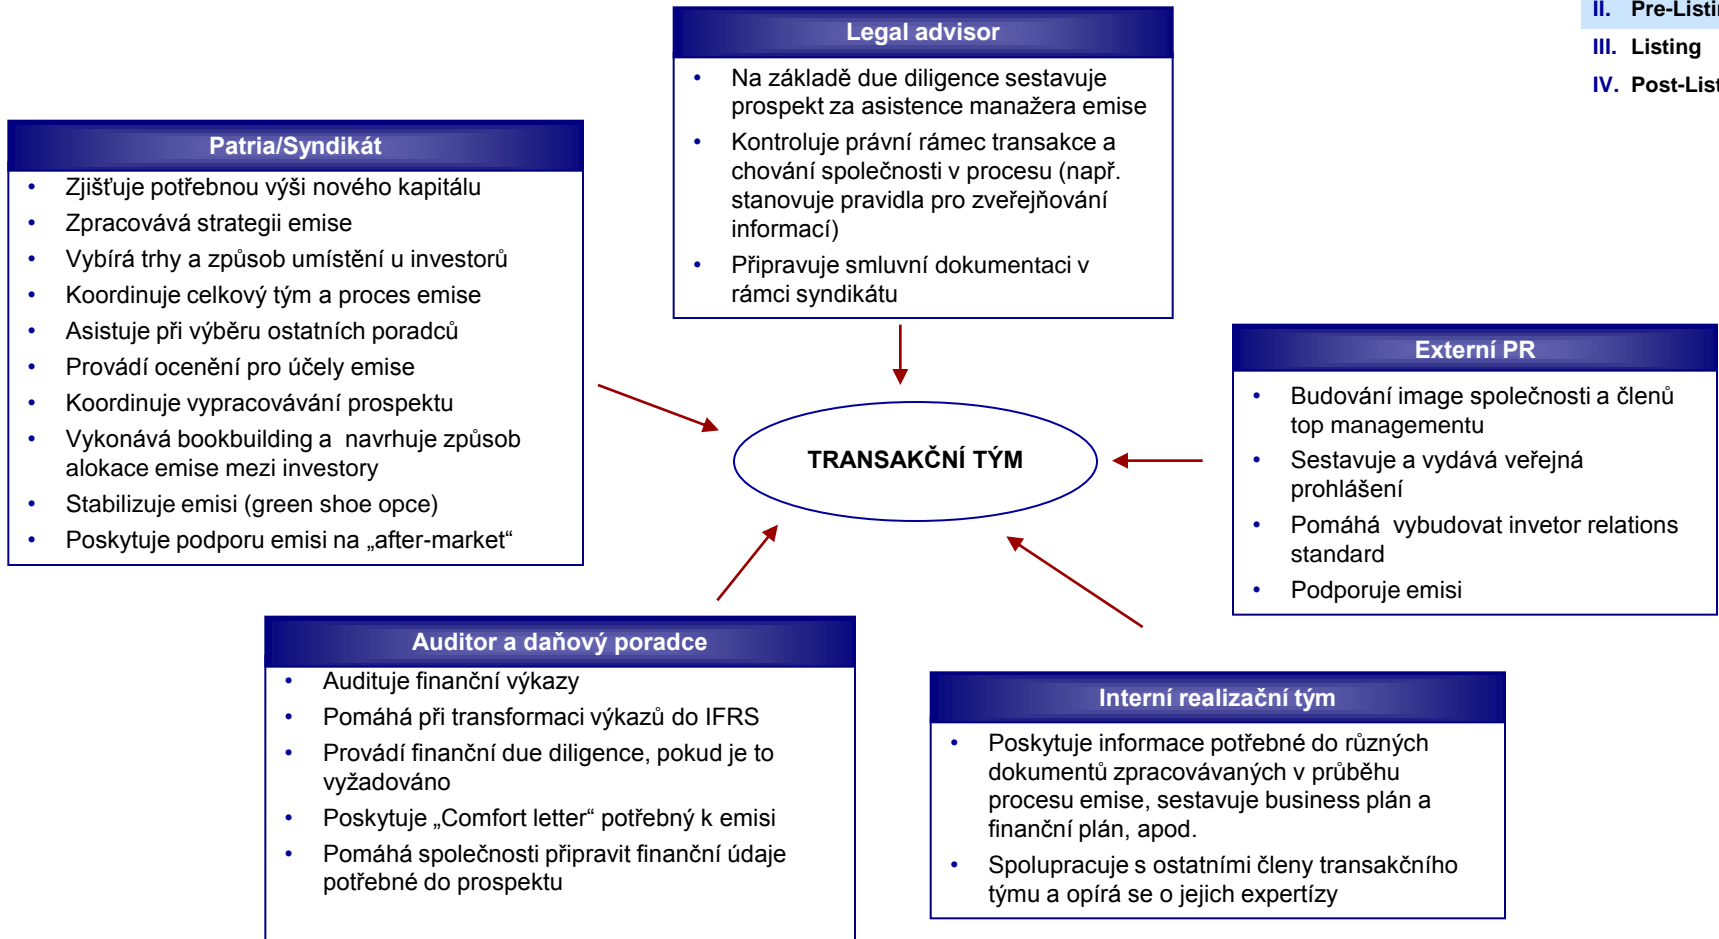 II. Pre-Listin
III. Listing
IV. Post-List
Legal advisor
• Na základě due diligence sestavuje
prospekt za asistence manažera emise
• Kontroluje právní rámec transakce a
chování společnosti v procesu (např.
stanovuje pravidla pro zveřejňování
informací)
• Připravuje smluvní dokumentaci v
rámci syndikátu
Patria/Syndikát
• Zjišťuje potřebnou výši nového kapitálu
• Zpracovává strategii emise
• Vybírá trhy a způsob umístění u investorů
• Koordinuje celkový tým a proces emise
• Asistuje při výběru ostatních poradců
• Provádí ocenění pro účely emise
• Koordinuje vypracovávání prospektu
• Vykonává bookbuilding a  navrhuje způsob
alokace emise mezi investory
• Stabilizuje emisi (green shoe opce)
• Poskytuje podporu emisi na „after-market“
Externí PR
• Budování image společnosti a členů
top managementu
• Sestavuje a vydává veřejná
prohlášení
• Pomáhá  vybudovat invetor relations
standard
• Podporuje emisi
TRANSAKČNÍ TÝM
Auditor a daňový poradce
• Audituje finanční výkazy
• Pomáhá při transformaci výkazů do IFRS
• Provádí finanční due diligence, pokud je to
vyžadováno
• Poskytuje „Comfort letter“ potřebný k emisi
• Pomáhá společnosti připravit finanční údaje
potřebné do prospektu
Interní realizační tým
• Poskytuje informace potřebné do různých
dokumentů zpracovávaných v průběhu
procesu emise, sestavuje business plán a
finanční plán, apod.
• Spolupracuje s ostatními členy transakčního
týmu a opírá se o jejich expertízy